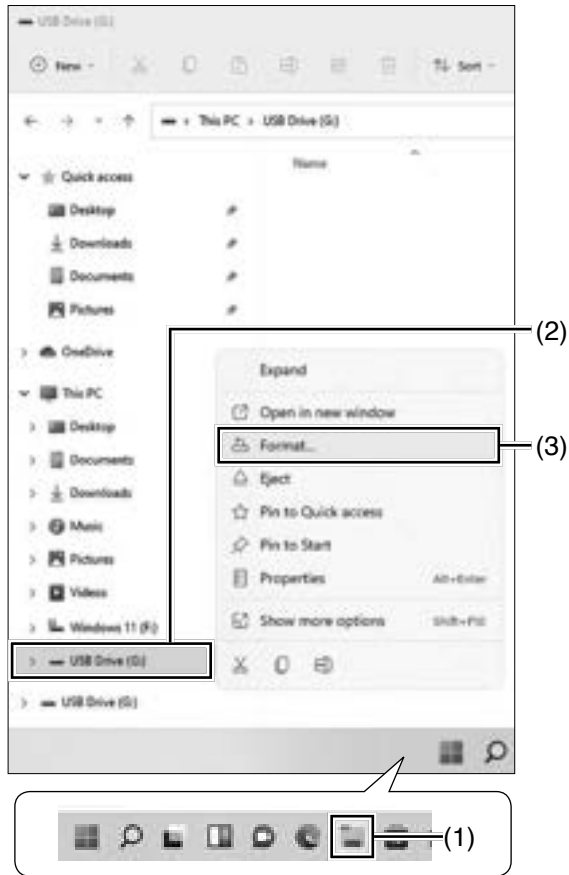 USB Drive (G:)
New
Sort
This PC › USB Drive (G:)
Name
Quick access
Desktop
Downloads
Documents
Pictures
(2)
OneDrive
Expand
This PC
Open in new window
Desktop
Format...
(3)
Documents
Eject
Downloads
Pin to Quick access
Music
Pin to Start
Pictures
Properties
Alt+Enter
Videos
Show more options
Shift+F10
Windows 11 (F:)
USB Drive (G:)
USB Drive (G:)
(1)